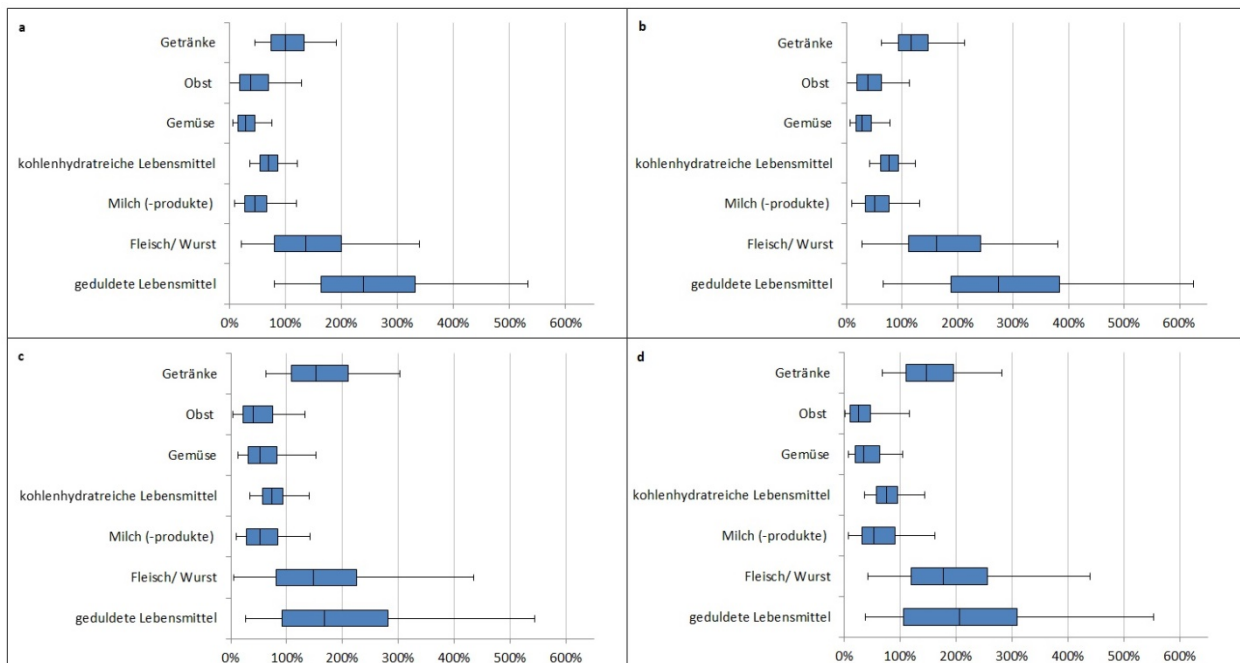 a
Getränke
Obst
Gemüse
kohlenhydratreiche Lebensmittel
Milch (-produkte)
Fleisch/ Wurst
geduldete Lebensmittel
0% 100% 200% 300% 400% 500% 600%
b
Getränke
Obst
Gemüse
kohlenhydratreiche Lebensmittel
Milch (-produkte)
Fleisch/ Wurst
geduldete Lebensmittel
0% 100% 200% 300% 400% 500% 600%
c
Getränke
Obst
Gemüse
kohlenhydratreiche Lebensmittel
Milch (-produkte)
Fleisch/ Wurst
geduldete Lebensmittel
0% 100% 200% 300% 400% 500% 600%
d
Getränke
Obst
Gemüse
kohlenhydratreiche Lebensmittel
Milch (-produkte)
Fleisch/ Wurst
geduldete Lebensmittel
0% 100% 200% 300% 400% 500% 600%